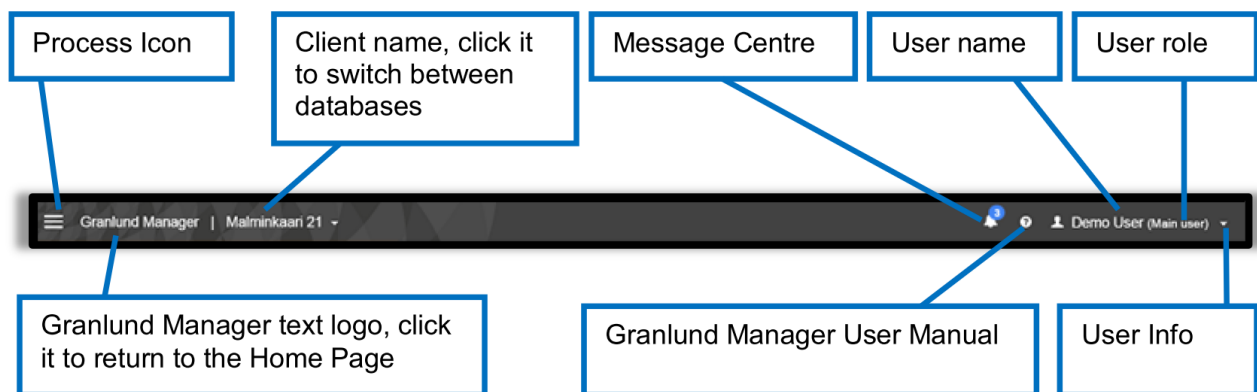 Process Icon
Client name, click it
to switch between
databases
Message Centre
User name
User role
Granlund Manager | Malminkaari 21
3
Demo User (Main user)
Granlund Manager text logo, click
it to return to the Home Page
Granlund Manager User Manual
User Info